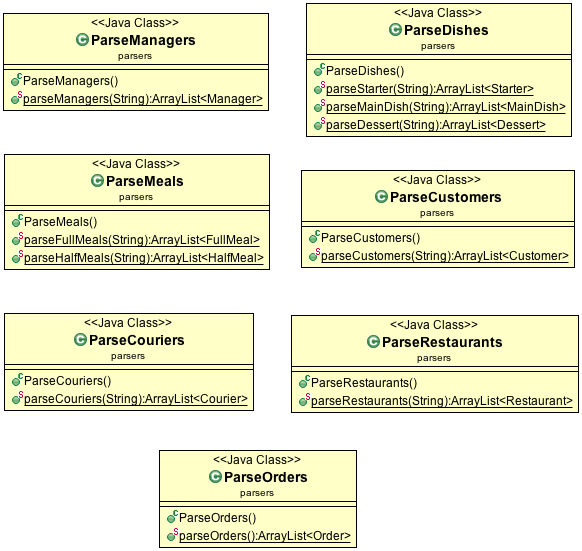 <<Java Class>>
ParseManagers
parsers
ParseManagers()
parseManagers(String):ArrayList<Manager>
<<Java Class>>
ParseDishes
parsers
ParseDishes()
parseStarter(String):ArrayList<Starter>
parseMainDish(String):ArrayList<MainDish>
parseDessert(String):ArrayList<Dessert>
<<Java Class>>
ParseMeals
parsers
ParseMeals()
parseFullMeals(String):ArrayList<FullMeal>
parseHalfMeals(String):ArrayList<HalfMeal>
<<Java Class>>
ParseCustomers
parsers
ParseCustomers()
parseCustomers(String):ArrayList<Customer>
<<Java Class>>
ParseCouriers
parsers
ParseCouriers()
parseCouriers(String):ArrayList<Courier>
<<Java Class>>
ParseRestaurants
parsers
ParseRestaurants()
parseRestaurants(String):ArrayList<Restaurant>
<<Java Class>>
ParseOrders
parsers
ParseOrders()
parseOrders():ArrayList<Order>